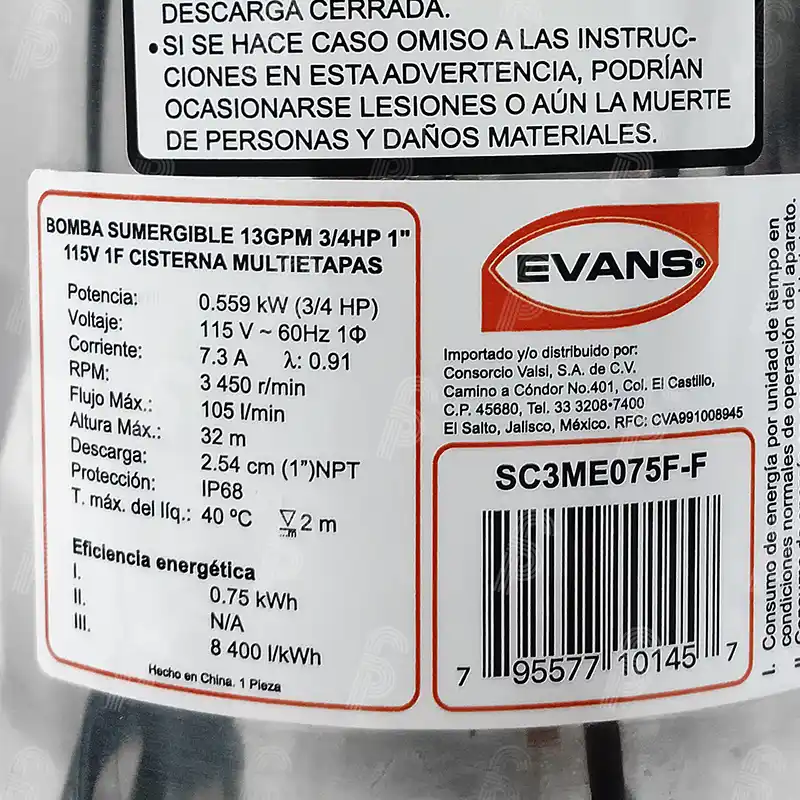 DESCARGA CERRADA.
• SI SE HACE CASO OMISO A LAS INSTRUC-
CIONES EN ESTA ADVERTENCIA, PODRÍAN
OCASIONARSE LESIONES O AÚN LA MUERTE
DE PERSONAS Y DAÑOS MATERIALES.
BOMBA SUMERGIBLE 13GPM 3/4HP 1"
115V 1F CISTERNA MULTIETAPAS
Potencia: 0.559 kW (3/4 HP)
Voltaje: 115 V ~ 60Hz 1Φ
Corriente: 7.3 A λ: 0.91
RPM: 3 450 r/min
Flujo Máx.: 105 l/min
Altura Máx.: 32 m
Descarga: 2.54 cm (1")NPT
Protección: IP68
T. máx. del líq.: 40 ºC 2 m
Eficiencia energética
I. 0.75 kWh
II. N/A
III. 8 400 l/kWh
Hecho en China. 1 Pieza
EVANS®
Importado y/o distribuido por:
Consorcio Valsi, S.A. de C.V.
Camino a Cóndor No.401, Col. El Castillo,
C.P. 45680, Tel. 33 3208•7400
El Salto, Jalisco, México. RFC: CVA991008945
SC3ME075F-F
7 95577 10145 7
I. Consumo de energía por unidad de tiempo en
condiciones normales de operación del aparato.